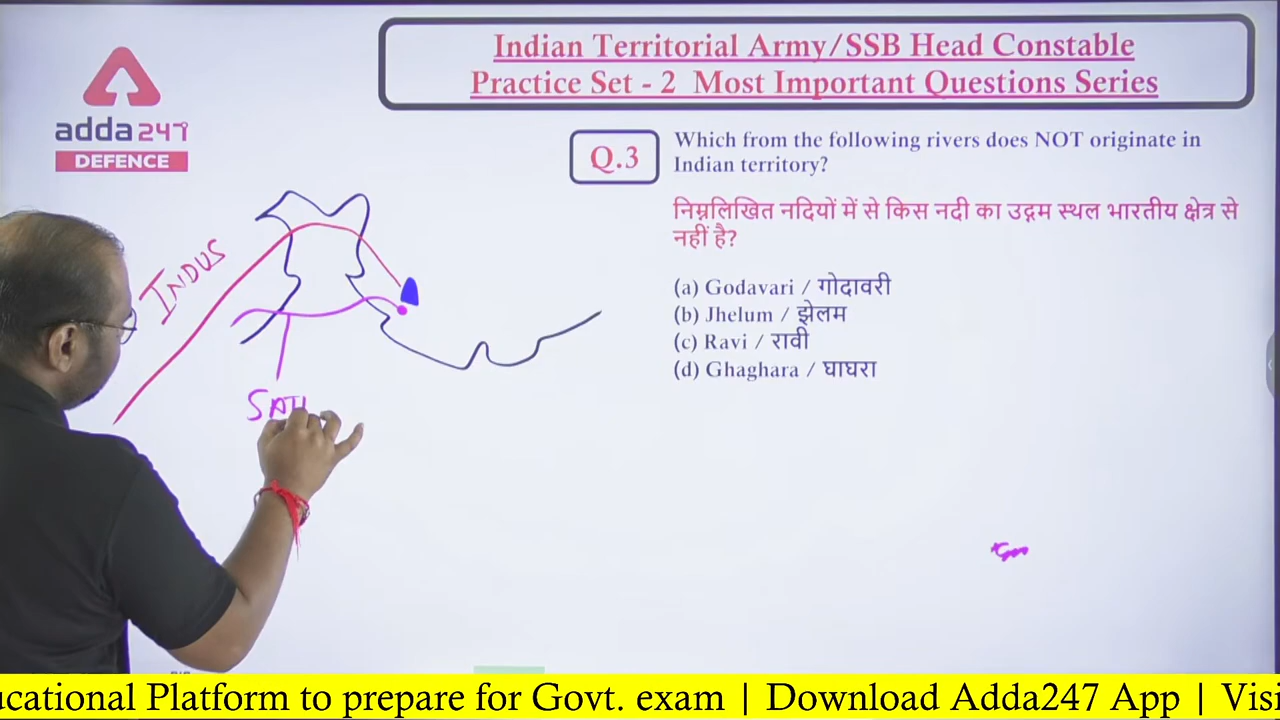 Indian Territorial Army/SSB Head Constable
Practice Set - 2 Most Important Questions Series
adda247
DEFENCE
Q.3
Which from the following rivers does NOT originate in
Indian territory?
निम्नलिखित नदियों में से किस नदी का उद्गम स्थल भारतीय क्षेत्र से
नहीं है?
(a) Godavari / गोदावरी
(b) Jhelum / झेलम
(c) Ravi / रावी
(d) Ghaghara / घाघरा
INDUS
ucational Platform to prepare for Govt. exam | Download Adda247 App | Visi